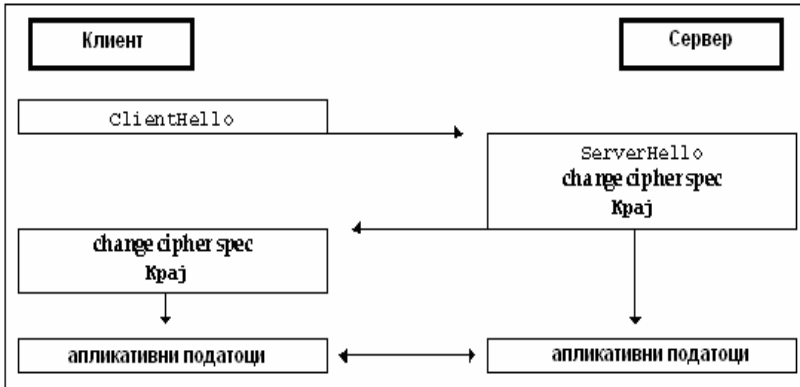 Клиент
Сервер
ClientHello
ServerHello
change cipher spec
Крај
change cipher spec
Крај
апликативни податоци
апликативни податоци